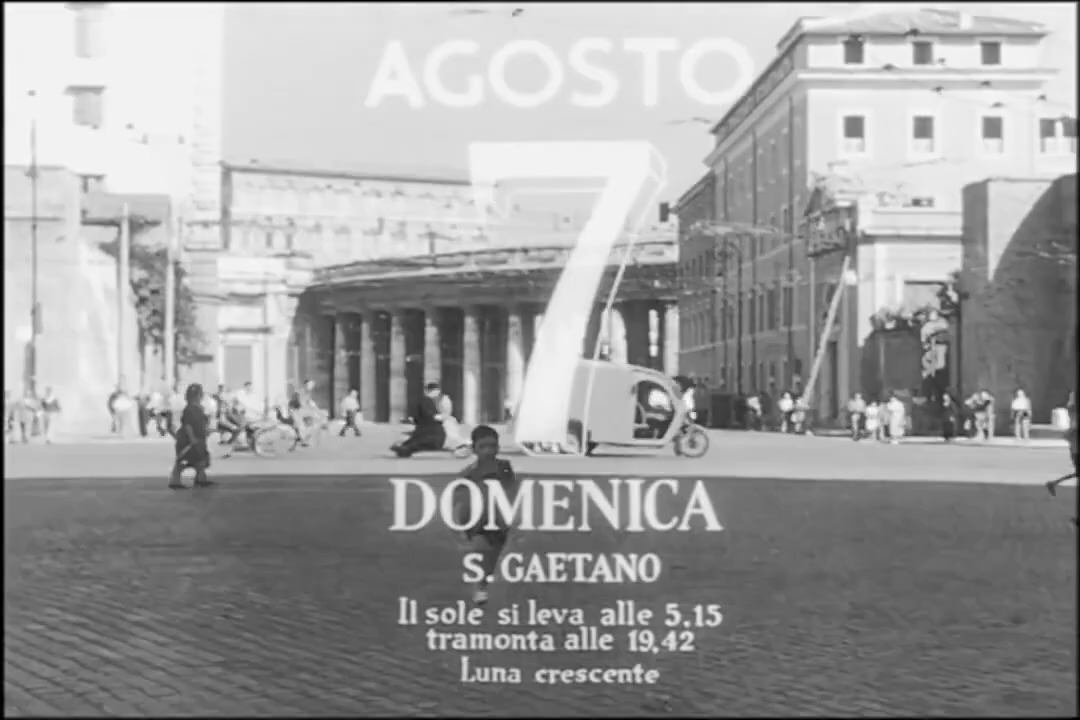 AGOSTO
7
DOMENICA
S. GAETANO
Il sole si leva alle 5.15
tramonta alle 19,42
Luna crescente